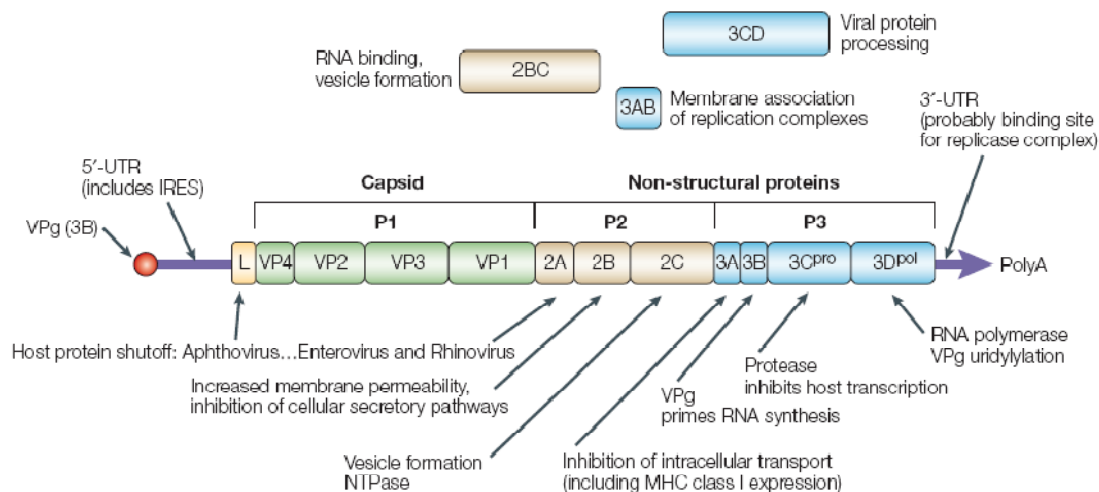 3CD
Viral protein
processing
RNA binding,
vesicle formation
2BC
3AB
Membrane association
of replication complexes
3′-UTR
(probably binding site
for replicase complex)
5′-UTR
(includes IRES)
Capsid
Non-structural proteins
VPg (3B)
P1
P2
P3
L
VP4
VP2
VP3
VP1
2A
2B
2C
3A
3B
3Cpro
3Dpol
PolyA
Host protein shutoff: Aphthovirus...Enterovirus and Rhinovirus
RNA polymerase
VPg uridylylation
Increased membrane permeability,
inhibition of cellular secretory pathways
Protease
inhibits host transcription
VPg
primes RNA synthesis
Vesicle formation
NTPase
Inhibition of intracellular transport
(including MHC class I expression)